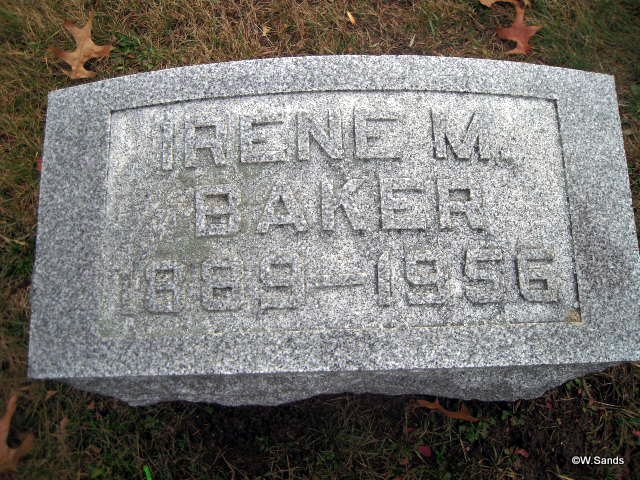 IRENE M.
BAKER
1889—1956
©W.Sands